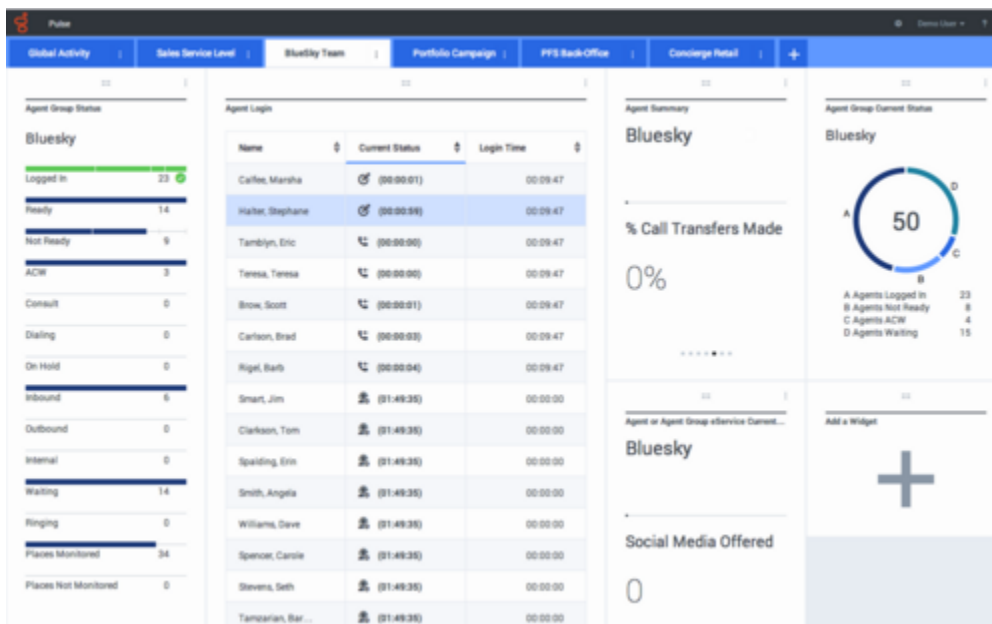 Pulse
Demo User
?
Global Activity
Sales Service Level
BlueSky Team
Portfolio Campaign
PFS Back-Office
Concierge Retail
+
Agent Group Status
Bluesky
Logged In 23
Ready 14
Not Ready 9
ACW 3
Consult 0
Dialing 0
On Hold 0
Inbound 6
Outbound 0
Internal 0
Waiting 14
Ringing 0
Places Monitored 34
Places Not Monitored 0
Agent Login
Name Current Status Login Time
Calfee, Marsha (00:00:01) 00:09:47
Halter, Stephane (00:00:59) 00:09:47
Tamblyn, Eric (00:00:00) 00:09:47
Teresa, Teresa (00:00:00) 00:09:47
Brow, Scott (00:00:01) 00:09:47
Carlson, Brad (00:00:03) 00:09:47
Rigel, Barb (00:00:04) 00:09:47
Smart, Jim (01:49:35) 00:00:00
Clarkson, Tom (01:49:35) 00:00:00
Spalding, Erin (01:49:35) 00:00:00
Smith, Angela (01:49:35) 00:00:00
Williams, Dave (01:49:35) 00:00:00
Spencer, Carole (01:49:35) 00:00:00
Stevens, Seth (01:49:35) 00:00:00
Tamzarian, Bar... (01:49:35) 00:00:00
Agent Summary
Bluesky
% Call Transfers Made
0%
Agent Group Current Status
Bluesky
50
A
B
C
D
A Agents Logged In 23
B Agents Not Ready 8
C Agents ACW 4
D Agents Waiting 15
Agent or Agent Group eService Current...
Bluesky
Social Media Offered
0
Add a Widget